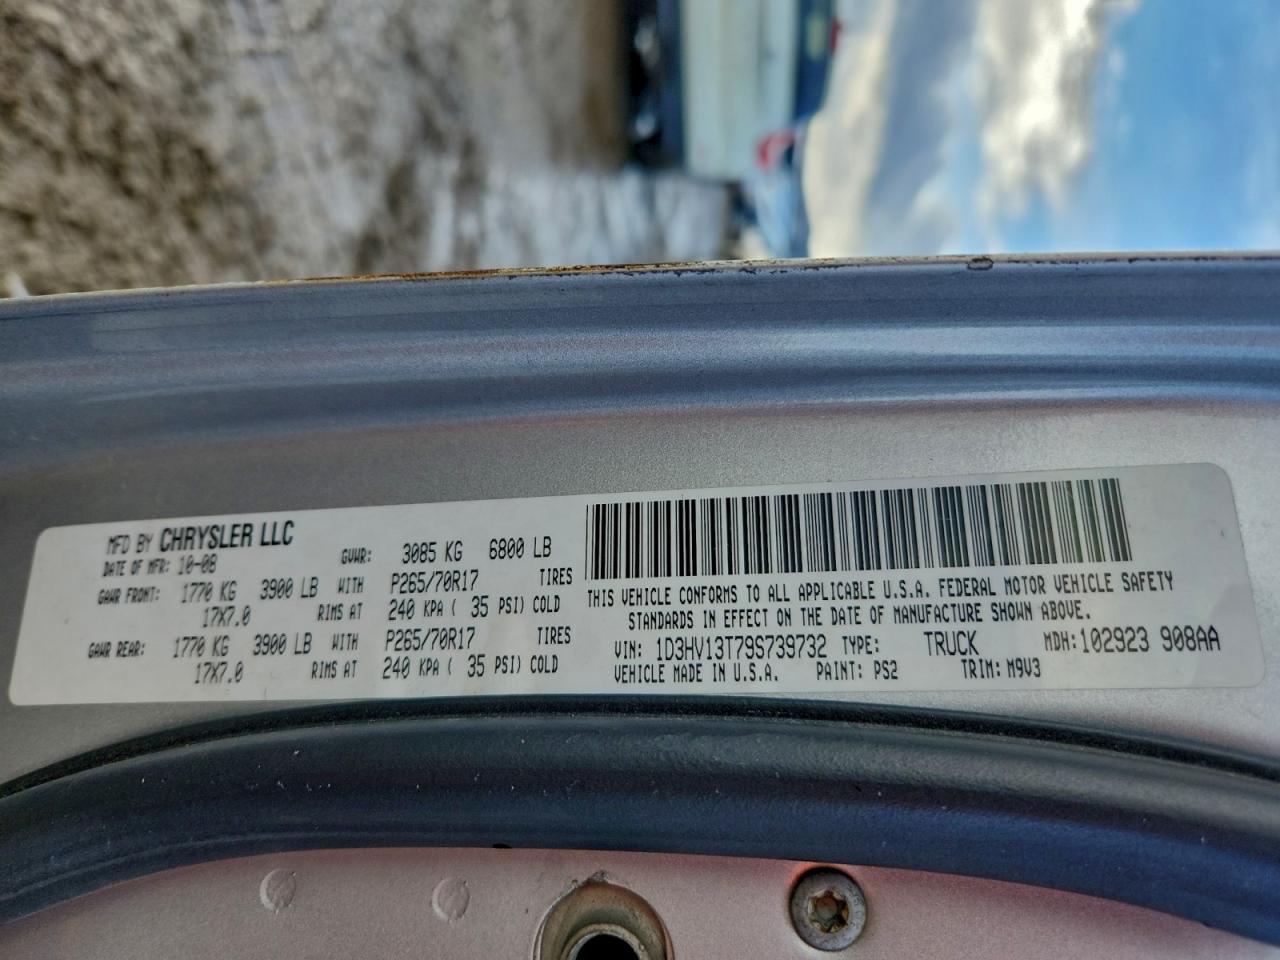 MFD BY CHRYSLER LLC
DATE OF MFR: 10-08 GVWR: 3085 KG 6800 LB
GAWR FRONT: 1770 KG 3900 LB WITH P265/70R17 TIRES
17X7.0 RIMS AT 240 KPA ( 35 PSI) COLD
GAWR REAR: 1770 KG 3900 LB WITH P265/70R17 TIRES
17X7.0 RIMS AT 240 KPA ( 35 PSI) COLD
THIS VEHICLE CONFORMS TO ALL APPLICABLE U.S.A. FEDERAL MOTOR VEHICLE SAFETY
STANDARDS IN EFFECT ON THE DATE OF MANUFACTURE SHOWN ABOVE.
VIN: 1D3HV13T79S739732 TYPE: TRUCK MDH: 102923 908AA
VEHICLE MADE IN U.S.A. PAINT: PS2 TRIM: M9V3